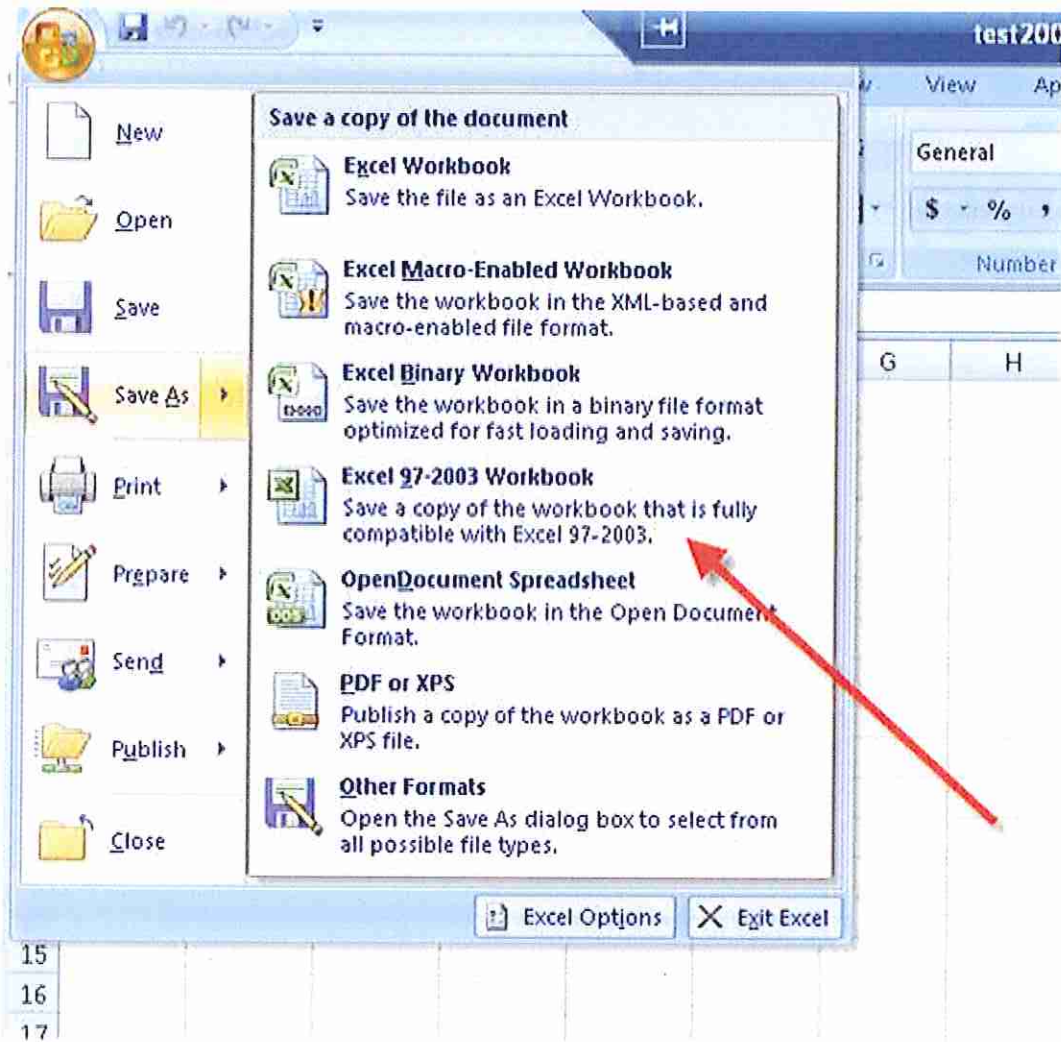 test200
View Ap
General
$ % ,
Number
G H
New
Open
Save
Save As
Print
Prepare
Send
Publish
Close
Save a copy of the document
Excel Workbook
Save the file as an Excel Workbook.
Excel Macro-Enabled Workbook
Save the workbook in the XML-based and
macro-enabled file format.
Excel Binary Workbook
Save the workbook in a binary file format
optimized for fast loading and saving.
Excel 97-2003 Workbook
Save a copy of the workbook that is fully
compatible with Excel 97-2003.
OpenDocument Spreadsheet
Save the workbook in the Open Document
Format.
PDF or XPS
Publish a copy of the workbook as a PDF or
XPS file.
Other Formats
Open the Save As dialog box to select from
all possible file types.
Excel Options
Exit Excel
15
16
17